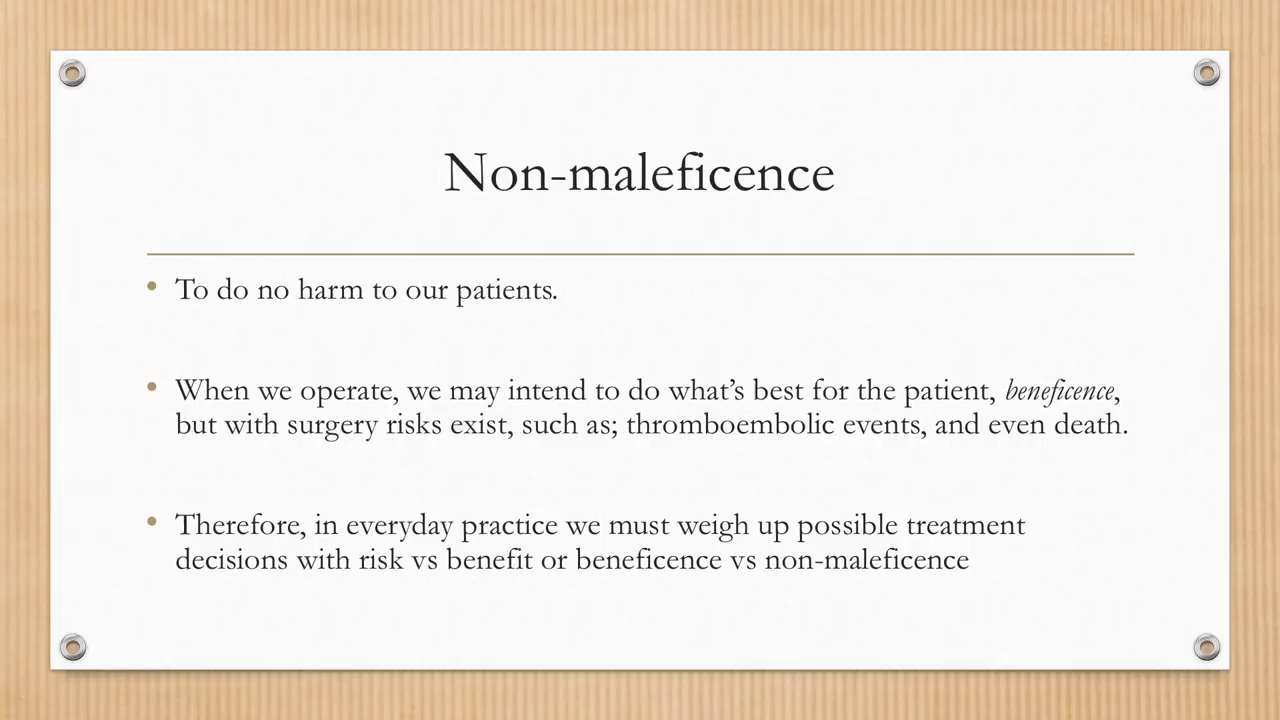 Non-maleficence
• To do no harm to our patients.
• When we operate, we may intend to do what’s best for the patient, beneficence,
but with surgery risks exist, such as; thromboembolic events, and even death.
• Therefore, in everyday practice we must weigh up possible treatment
decisions with risk vs benefit or beneficence vs non-maleficence